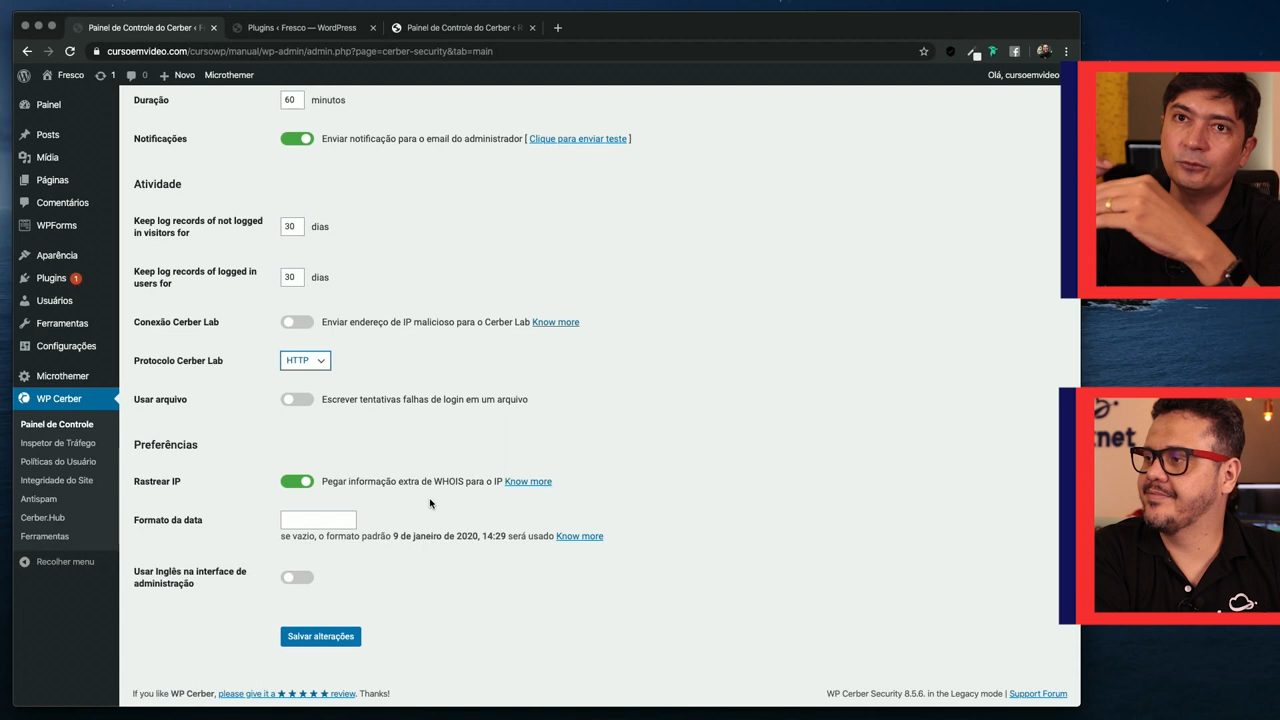 Painel de Controle do Cerber ‹ F
Plugins ‹ Fresco — WordPress
Painel de Controle do Cerber ‹ R
cursoemvideo.com/cursowp/manual/wp-admin/admin.php?page=cerber-security&tab=main
Fresco
1
0
Novo
Microthemer
Olá, cursoemvideo
Painel
Posts
Mídia
Páginas
Comentários
WPForms
Aparência
Plugins 1
Usuários
Ferramentas
Configurações
Microthemer
WP Cerber
Painel de Controle
Inspetor de Tráfego
Políticas do Usuário
Integridade do Site
Antispam
Cerber.Hub
Ferramentas
Recolher menu
Duração 60 minutos
Notificações Enviar notificação para o email do administrador [ Clique para enviar teste ]
Atividade
Keep log records of not logged
in visitors for
30 dias
Keep log records of logged in
users for
30 dias
Conexão Cerber Lab Enviar endereço de IP malicioso para o Cerber Lab Know more
Protocolo Cerber Lab HTTP
Usar arquivo Escrever tentativas falhas de login em um arquivo
Preferências
Rastrear IP Pegar informação extra de WHOIS para o IP Know more
Formato da data
se vazio, o formato padrão 9 de janeiro de 2020, 14:29 será usado Know more
Usar Inglês na interface de
administração
Salvar alterações
If you like WP Cerber, please give it a ★ ★ ★ ★ ★ review. Thanks!
WP Cerber Security 8.5.6. in the Legacy mode | Support Forum